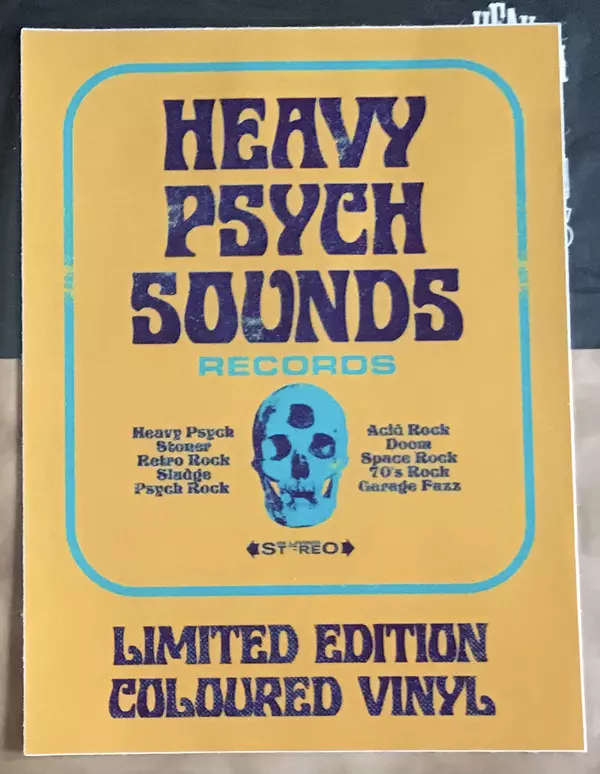 HEAVY
PSYCH
SOUNDS
RECORDS
Heavy Psych
Stoner
Retro Rock
Sludge
Psych Rock
Acid Rock
Doom
Space Rock
70's Rock
Garage Fuzz
STEREO
LIMITED EDITION
COLOURED VINYL